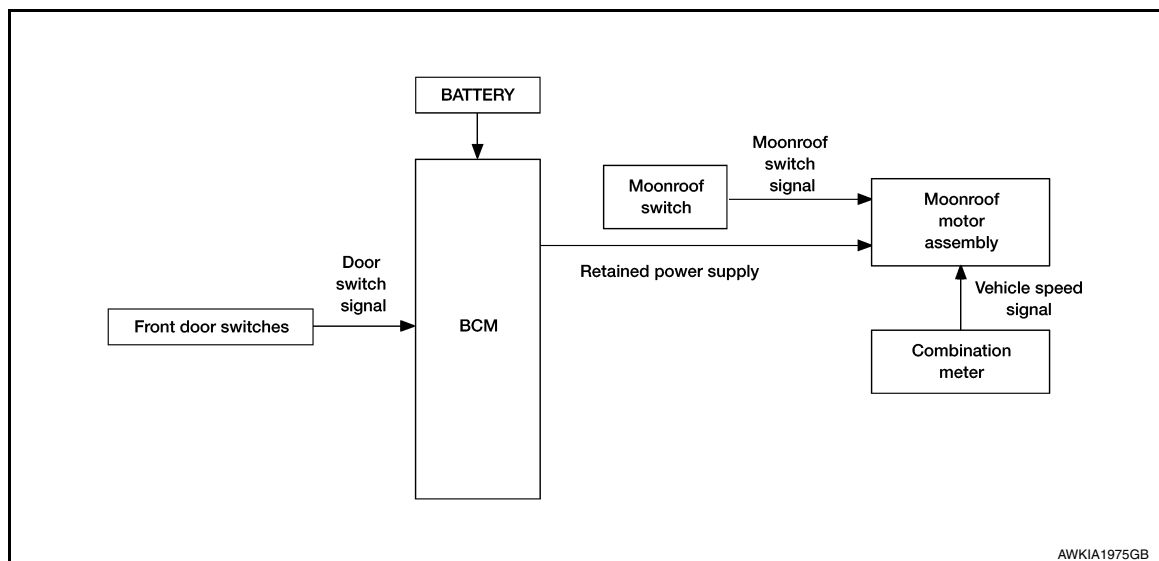 BATTERY
Moonroof
switch
signal
Moonroof
switch
Moonroof
motor
assembly
Door
switch
signal
Retained power supply
Vehicle speed
signal
Front door switches
BCM
Combination
meter
AWKIA1975GB